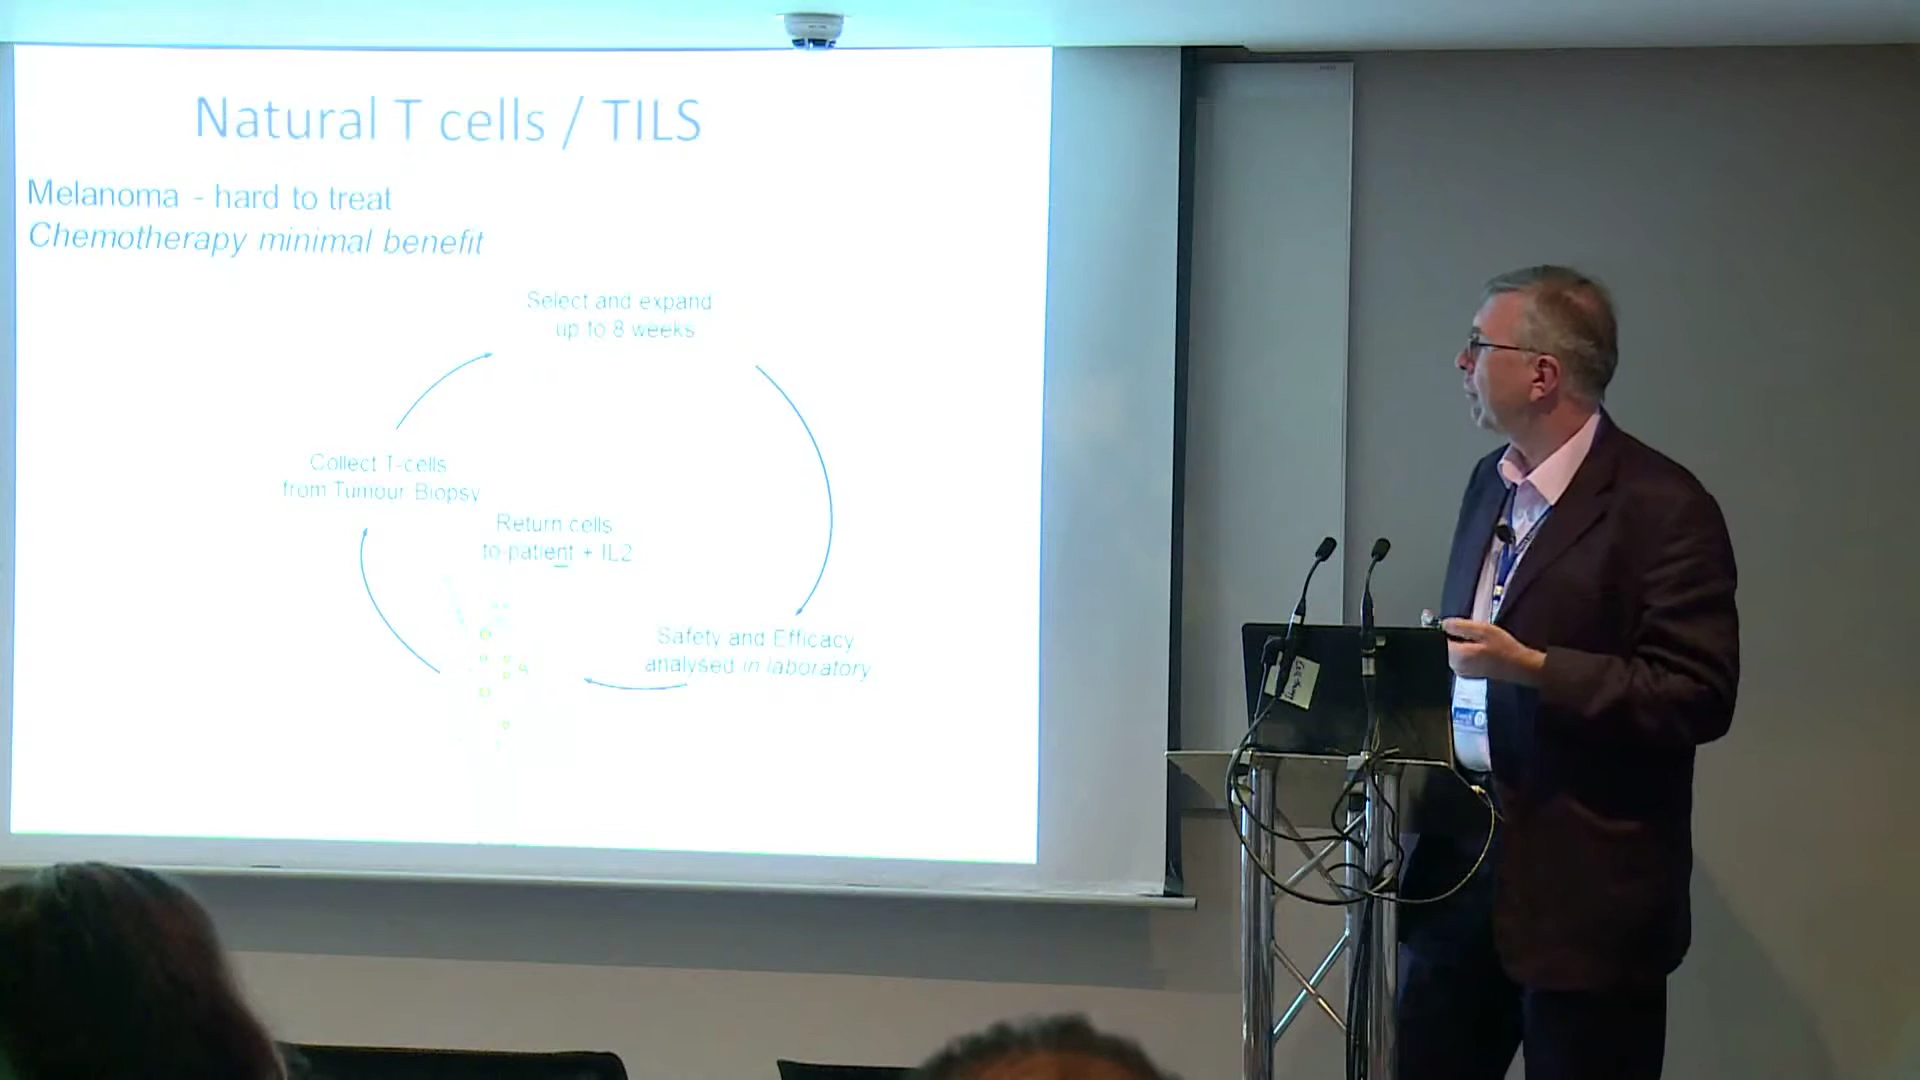 Natural T cells / TILS
Melanoma - hard to treat
Chemotherapy minimal benefit
Select and expand
up to 8 weeks
Collect T-cells
from Tumour Biopsy
Return cells
to patient + IL2
Safety and Efficacy
analysed in laboratory